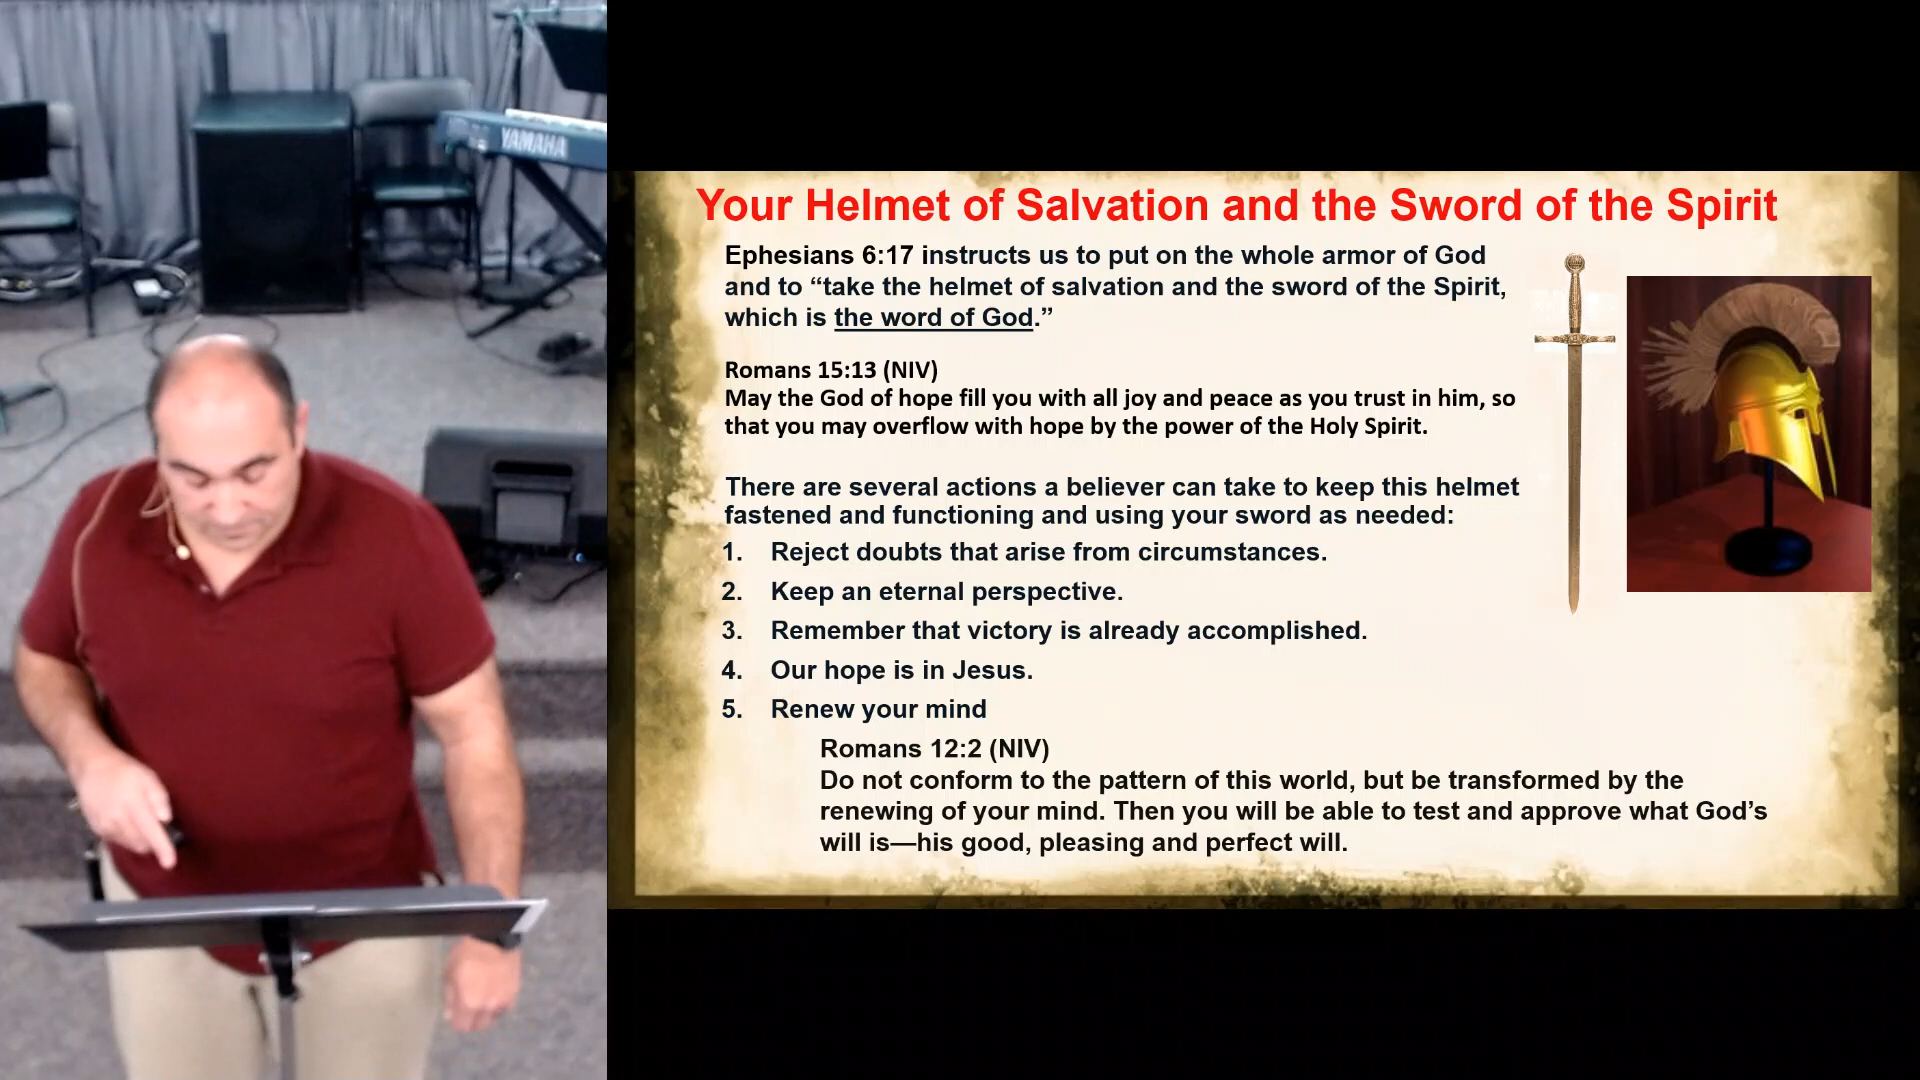 YAMAHA
Your Helmet of Salvation and the Sword of the Spirit
Ephesians 6:17 instructs us to put on the whole armor of God
and to “take the helmet of salvation and the sword of the Spirit,
which is the word of God.”
Romans 15:13 (NIV)
May the God of hope fill you with all joy and peace as you trust in him, so
that you may overflow with hope by the power of the Holy Spirit.
There are several actions a believer can take to keep this helmet
fastened and functioning and using your sword as needed:
1. Reject doubts that arise from circumstances.
2. Keep an eternal perspective.
3. Remember that victory is already accomplished.
4. Our hope is in Jesus.
5. Renew your mind
Romans 12:2 (NIV)
Do not conform to the pattern of this world, but be transformed by the
renewing of your mind. Then you will be able to test and approve what God’s
will is—his good, pleasing and perfect will.